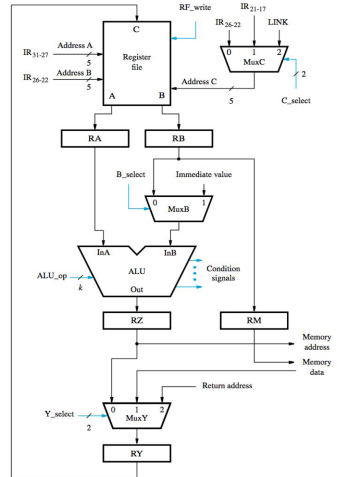 RF_write
IR21-17
IR26-22
LINK
C
IR31-27
Address A
5
Register
file
0 1 2
MuxC
IR26-22
Address B
5
Address C
5
2
C_select
A
B
RA
RB
B_select
Immediate value
0 1
MuxB
InA
InB
ALU
ALU_op
k
Condition
signals
Out
RZ
RM
Memory
address
Memory
data
Return address
Y_select
2
0 1 2
MuxY
RY